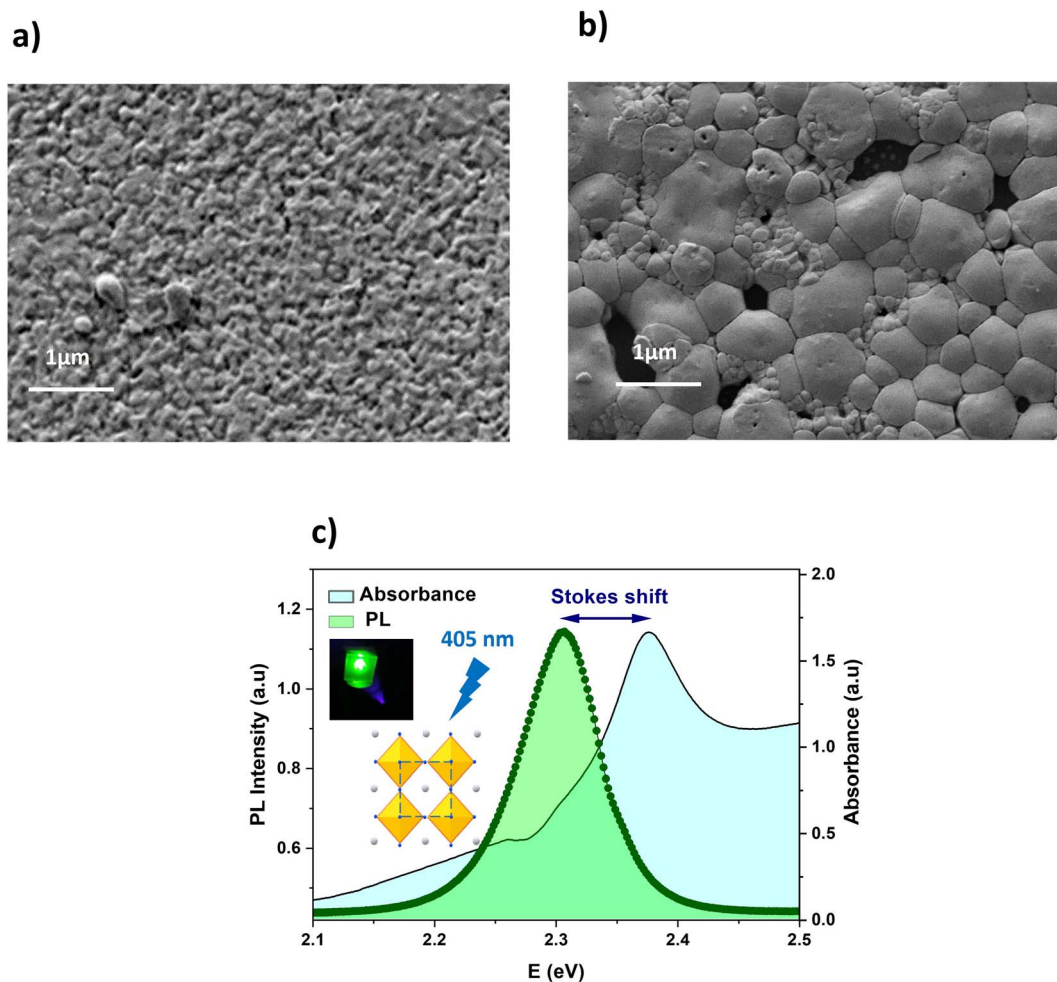 a)
b)
1μm
1μm
c)
Absorbance
PL
Stokes shift
405 nm
PL Intensity (a.u)
1.2
1.0
0.8
0.6
2.0
1.5
1.0
0.5
0.0
Absorbance (a.u)
2.1 2.2 2.3 2.4 2.5
E (eV)